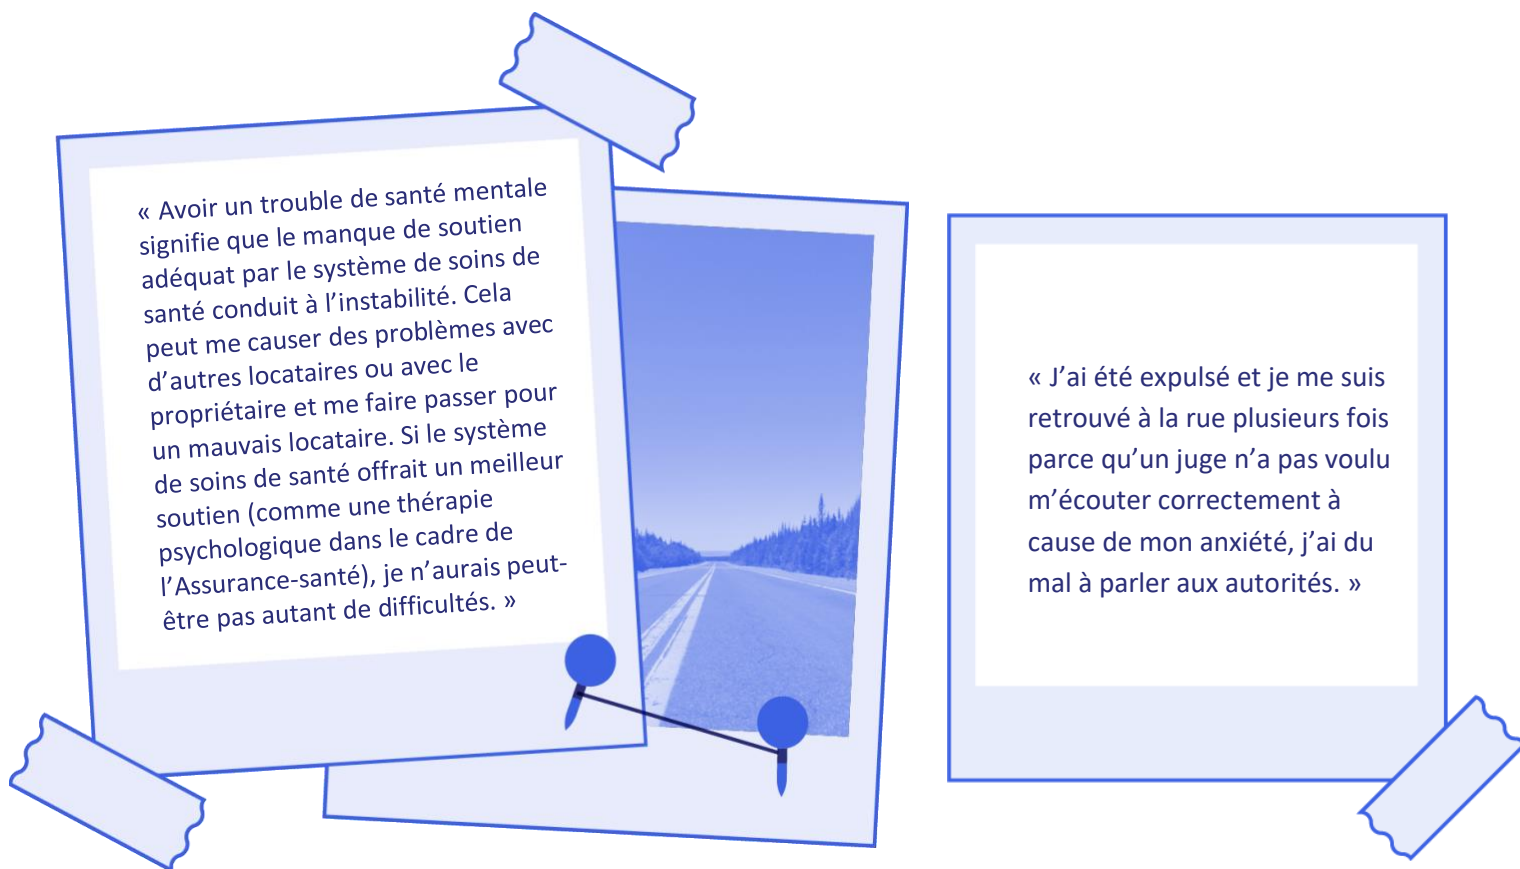 « Avoir un trouble de santé mentale
signifie que le manque de soutien
adéquat par le système de soins de
santé conduit à l’instabilité. Cela
peut me causer des problèmes avec
d’autres locataires ou avec le
propriétaire et me faire passer pour
un mauvais locataire. Si le système
de soins de santé offrait un meilleur
soutien (comme une thérapie
psychologique dans le cadre de
l’Assurance-santé), je n’aurais peut-
être pas autant de difficultés. »
« J’ai été expulsé et je me suis
retrouvé à la rue plusieurs fois
parce qu’un juge n’a pas voulu
m’écouter correctement à
cause de mon anxiété, j’ai du
mal à parler aux autorités. »